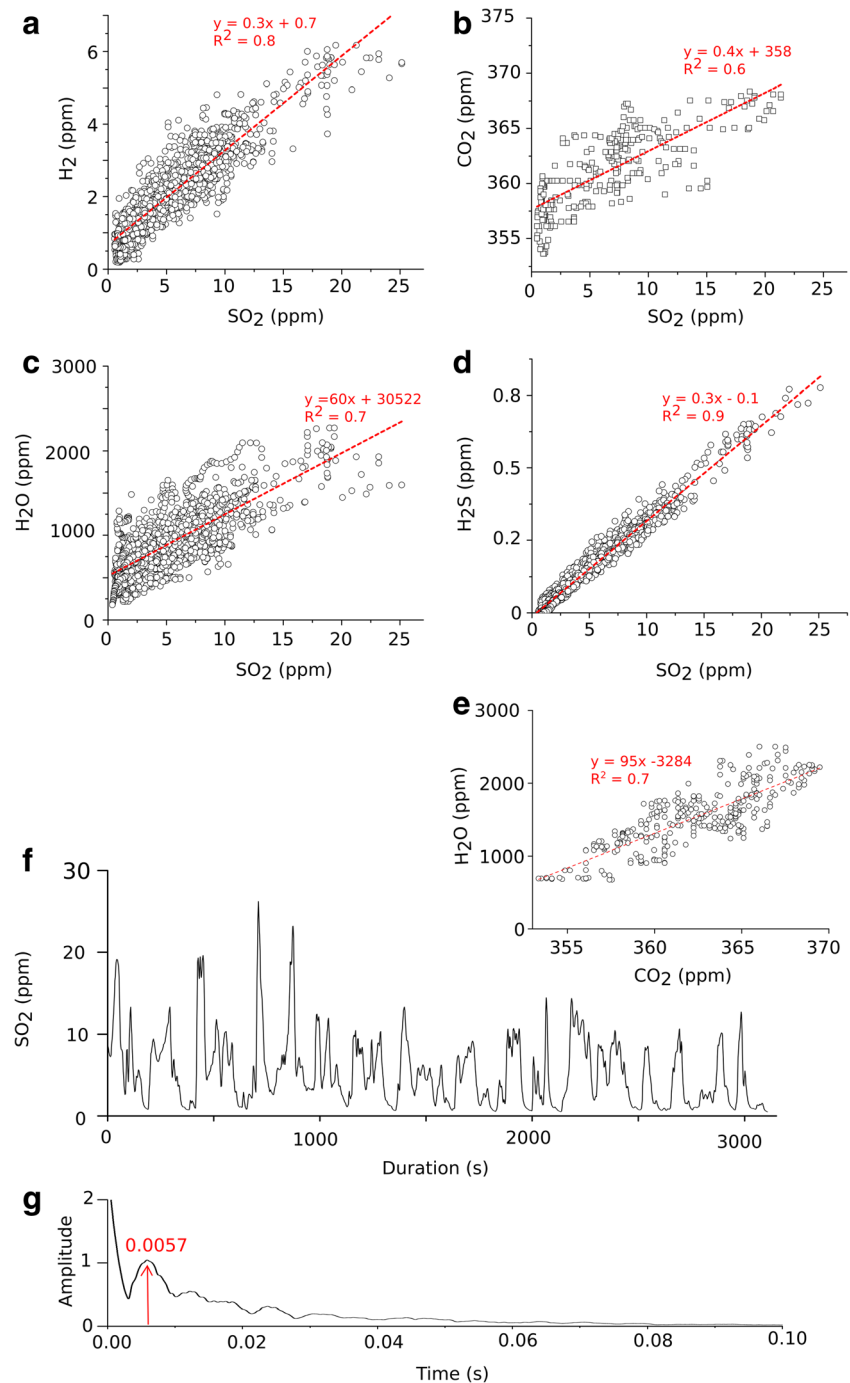 a
y = 0.3x + 0.7
R² = 0.8
H₂ (ppm)
6
4
2
0
0 5 10 15 20 25
SO₂ (ppm)
b
y = 0.4x + 358
R² = 0.6
CO₂ (ppm)
375
370
365
360
355
0 5 10 15 20 25
SO₂ (ppm)
c
y =60x + 30522
R² = 0.7
H₂O (ppm)
3000
2000
1000
0
0 5 10 15 20 25
SO₂ (ppm)
d
y = 0.3x - 0.1
R² = 0.9
H₂S (ppm)
0.8
0.5
0.2
0
0 5 10 15 20 25
SO₂ (ppm)
e
y = 95x -3284
R² = 0.7
H₂O (ppm)
3000
2000
1000
0
355 360 365 370
CO₂ (ppm)
f
SO₂ (ppm)
30
20
10
0
0 1000 2000 3000
Duration (s)
g
Amplitude
2
1
0
0.0057
0.00 0.02 0.04 0.06 0.08 0.10
Time (s)